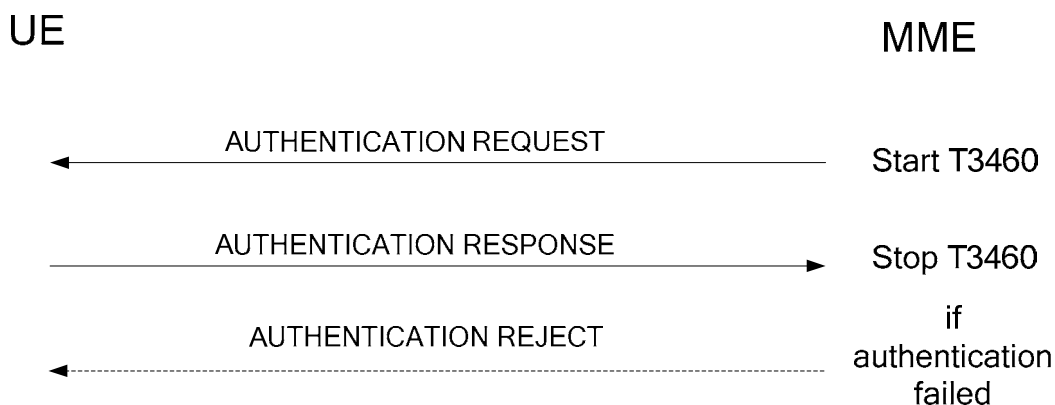 UE
MME
AUTHENTICATION REQUEST
Start T3460
AUTHENTICATION RESPONSE
Stop T3460
AUTHENTICATION REJECT
if
authentication
failed